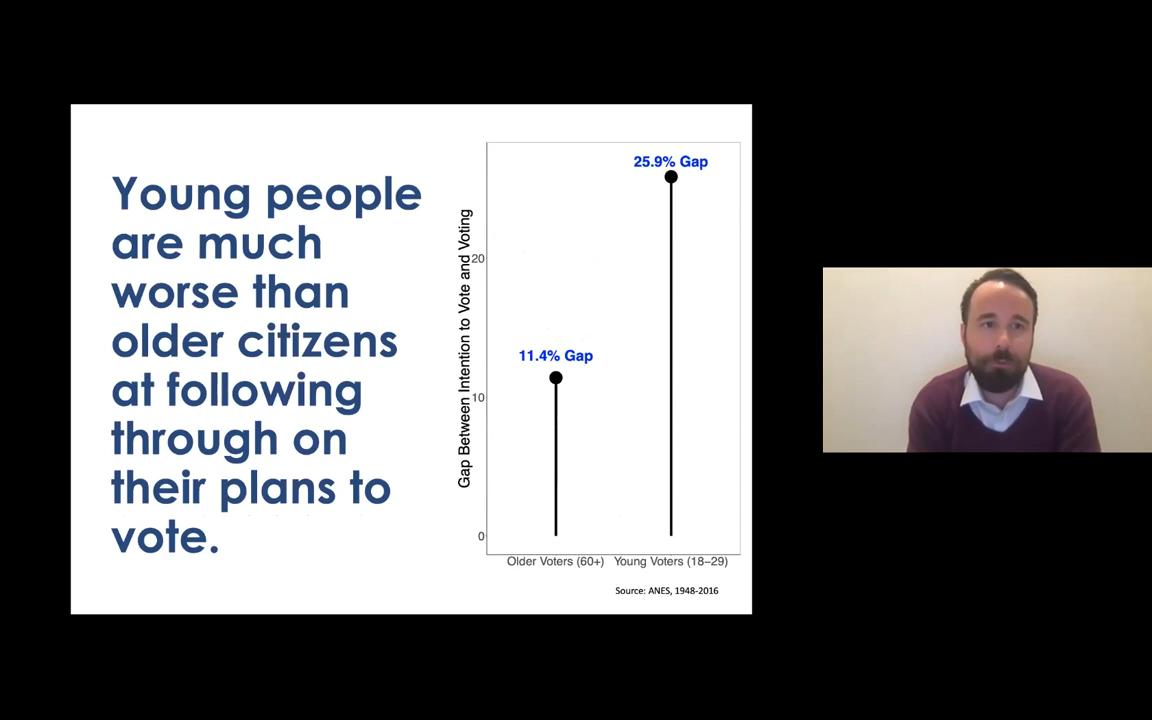 Young people
are much
worse than
older citizens
at following
through on
their plans to
vote.
Gap Between Intention to Vote and Voting
20
10
0
25.9% Gap
11.4% Gap
Older Voters (60+) Young Voters (18–29)
Source: ANES, 1948-2016